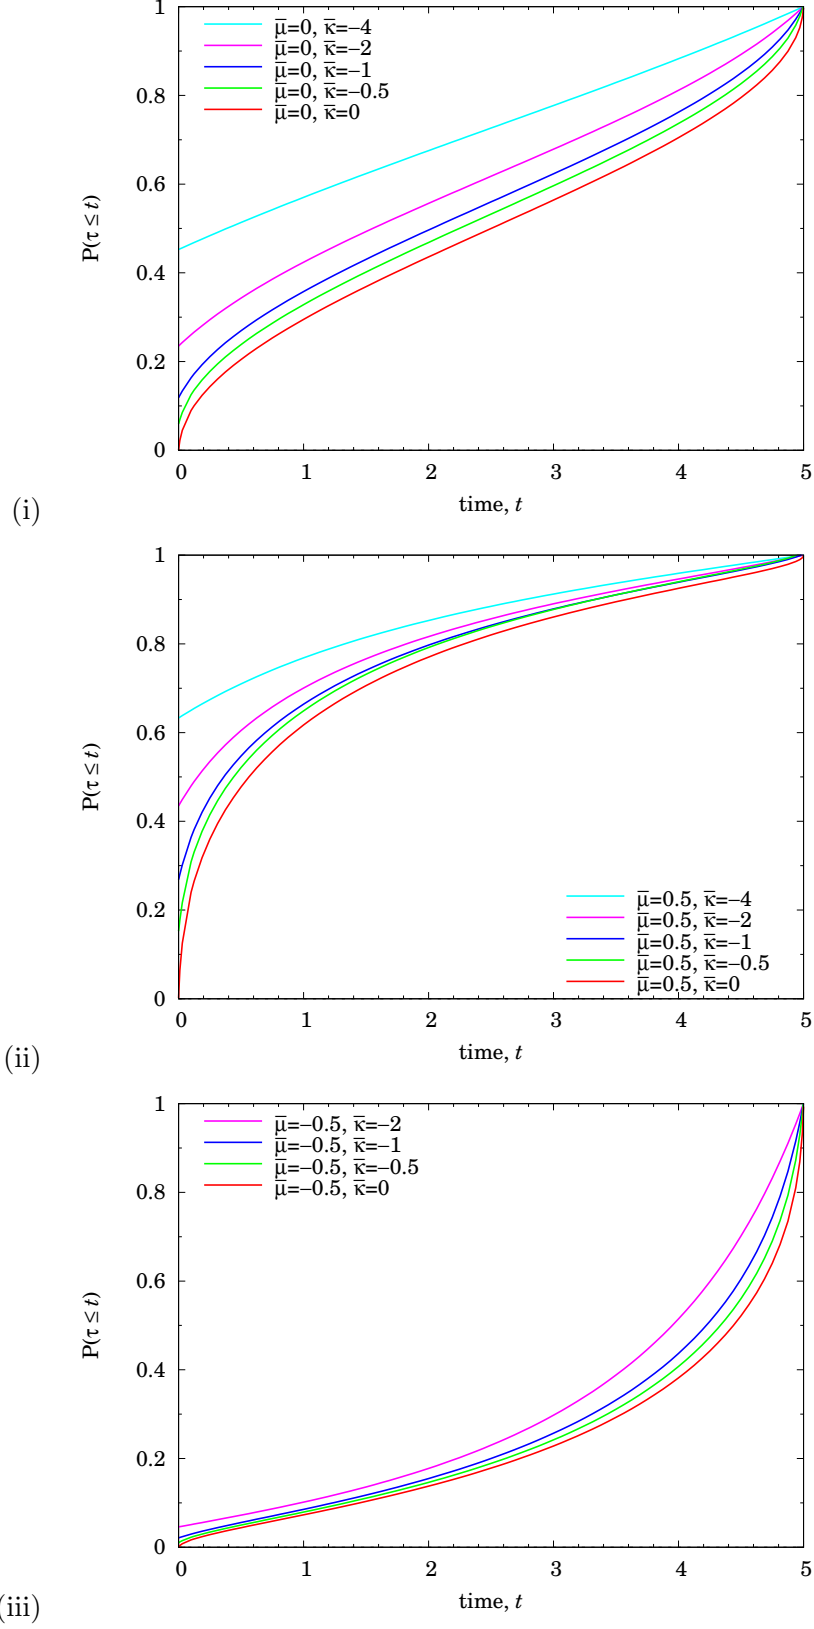 1
0.8
0.6
0.4
0.2
0
P(τ ≤ t)
μ̄=0, κ̄=−4
μ̄=0, κ̄=−2
μ̄=0, κ̄=−1
μ̄=0, κ̄=−0.5
μ̄=0, κ̄=0
0 1 2 3 4 5
time, t
(i)
1
0.8
0.6
0.4
0.2
0
P(τ ≤ t)
μ̄=0.5, κ̄=−4
μ̄=0.5, κ̄=−2
μ̄=0.5, κ̄=−1
μ̄=0.5, κ̄=−0.5
μ̄=0.5, κ̄=0
0 1 2 3 4 5
time, t
(ii)
1
0.8
0.6
0.4
0.2
0
P(τ ≤ t)
μ̄=−0.5, κ̄=−2
μ̄=−0.5, κ̄=−1
μ̄=−0.5, κ̄=−0.5
μ̄=−0.5, κ̄=0
0 1 2 3 4 5
time, t
(iii)